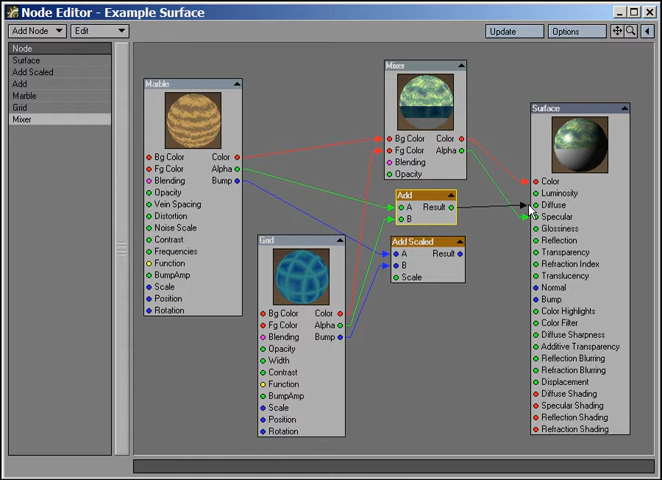 Node Editor - Example Surface
Add Node
Edit
Update
Options
Node
Surface
Add Scaled
Add
Marble
Grid
Mixer
Marble
Bg Color
Color
Fg Color
Alpha
Blending
Bump
Opacity
Vein Spacing
Distortion
Noise Scale
Contrast
Frequencies
Function
BumpAmp
Scale
Position
Rotation
Grid
Bg Color
Color
Fg Color
Alpha
Blending
Bump
Opacity
Width
Contrast
Function
BumpAmp
Scale
Position
Rotation
Mixer
Bg Color
Color
Fg Color
Alpha
Blending
Opacity
Add
A
Result
B
Add Scaled
A
Result
B
Scale
Surface
Color
Luminosity
Diffuse
Specular
Glossiness
Reflection
Transparency
Refraction Index
Translucency
Normal
Bump
Color Highlights
Color Filter
Diffuse Sharpness
Additive Transparency
Reflection Blurring
Refraction Blurring
Displacement
Diffuse Shading
Specular Shading
Reflection Shading
Refraction Shading